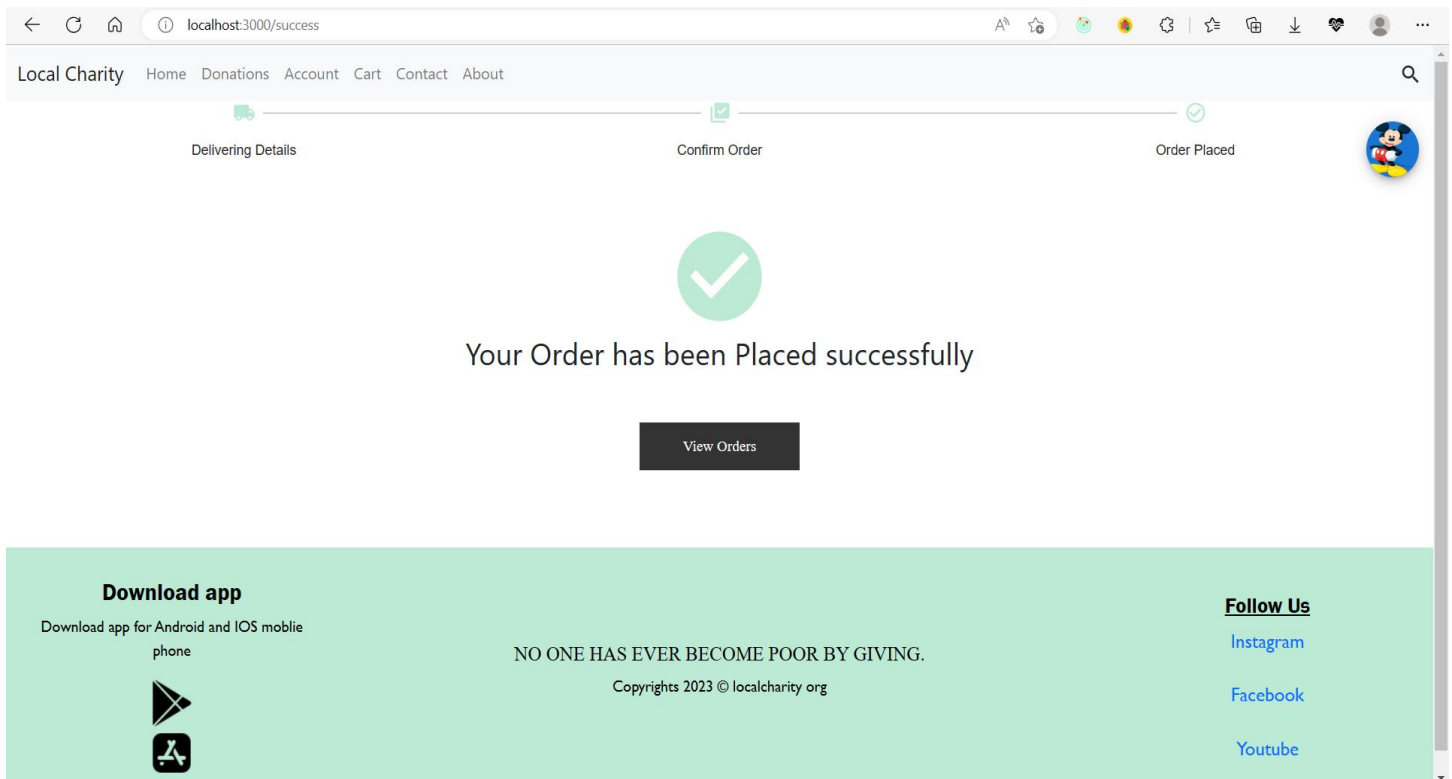 localhost:3000/success
Local Charity Home Donations Account Cart Contact About
Delivering Details Confirm Order Order Placed
Your Order has been Placed successfully
View Orders
Download app
Download app for Android and IOS moblie
phone
NO ONE HAS EVER BECOME POOR BY GIVING.
Copyrights 2023 © localcharity org
Follow Us
Instagram
Facebook
Youtube